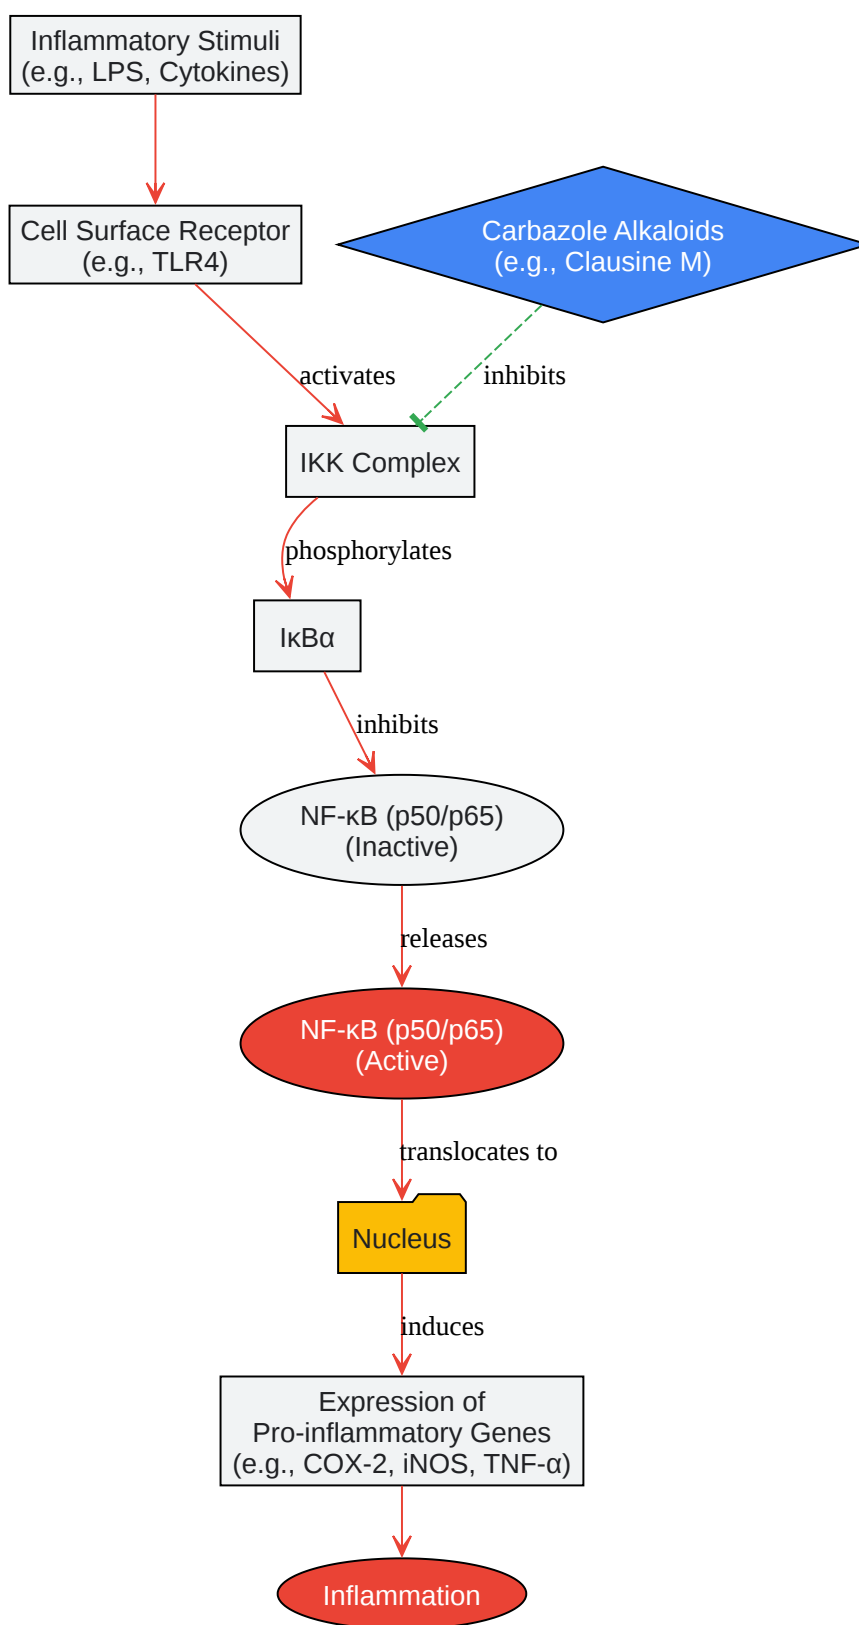 Inflammatory Stimuli
(e.g., LPS, Cytokines)
Cell Surface Receptor
(e.g., TLR4)
Carbazole Alkaloids
(e.g., Clausine M)
activates
inhibits
IKK Complex
phosphorylates
IκBα
inhibits
NF-κB (p50/p65)
(Inactive)
releases
NF-κB (p50/p65)
(Active)
translocates to
Nucleus
induces
Expression of
Pro-inflammatory Genes
(e.g., COX-2, iNOS, TNF-α)
Inflammation